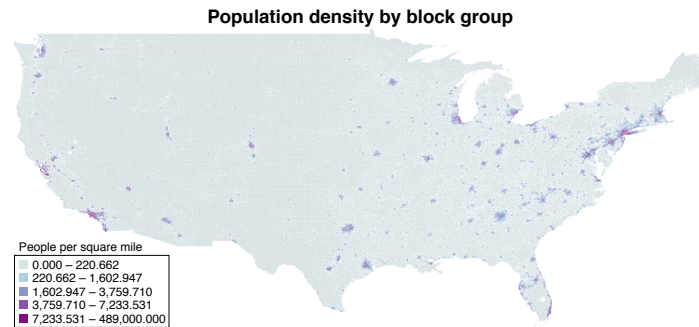 Population density by block group
People per square mile
0.000 – 220.662
220.662 – 1,602.947
1,602.947 – 3,759.710
3,759.710 – 7,233.531
7,233.531 – 489,000.000